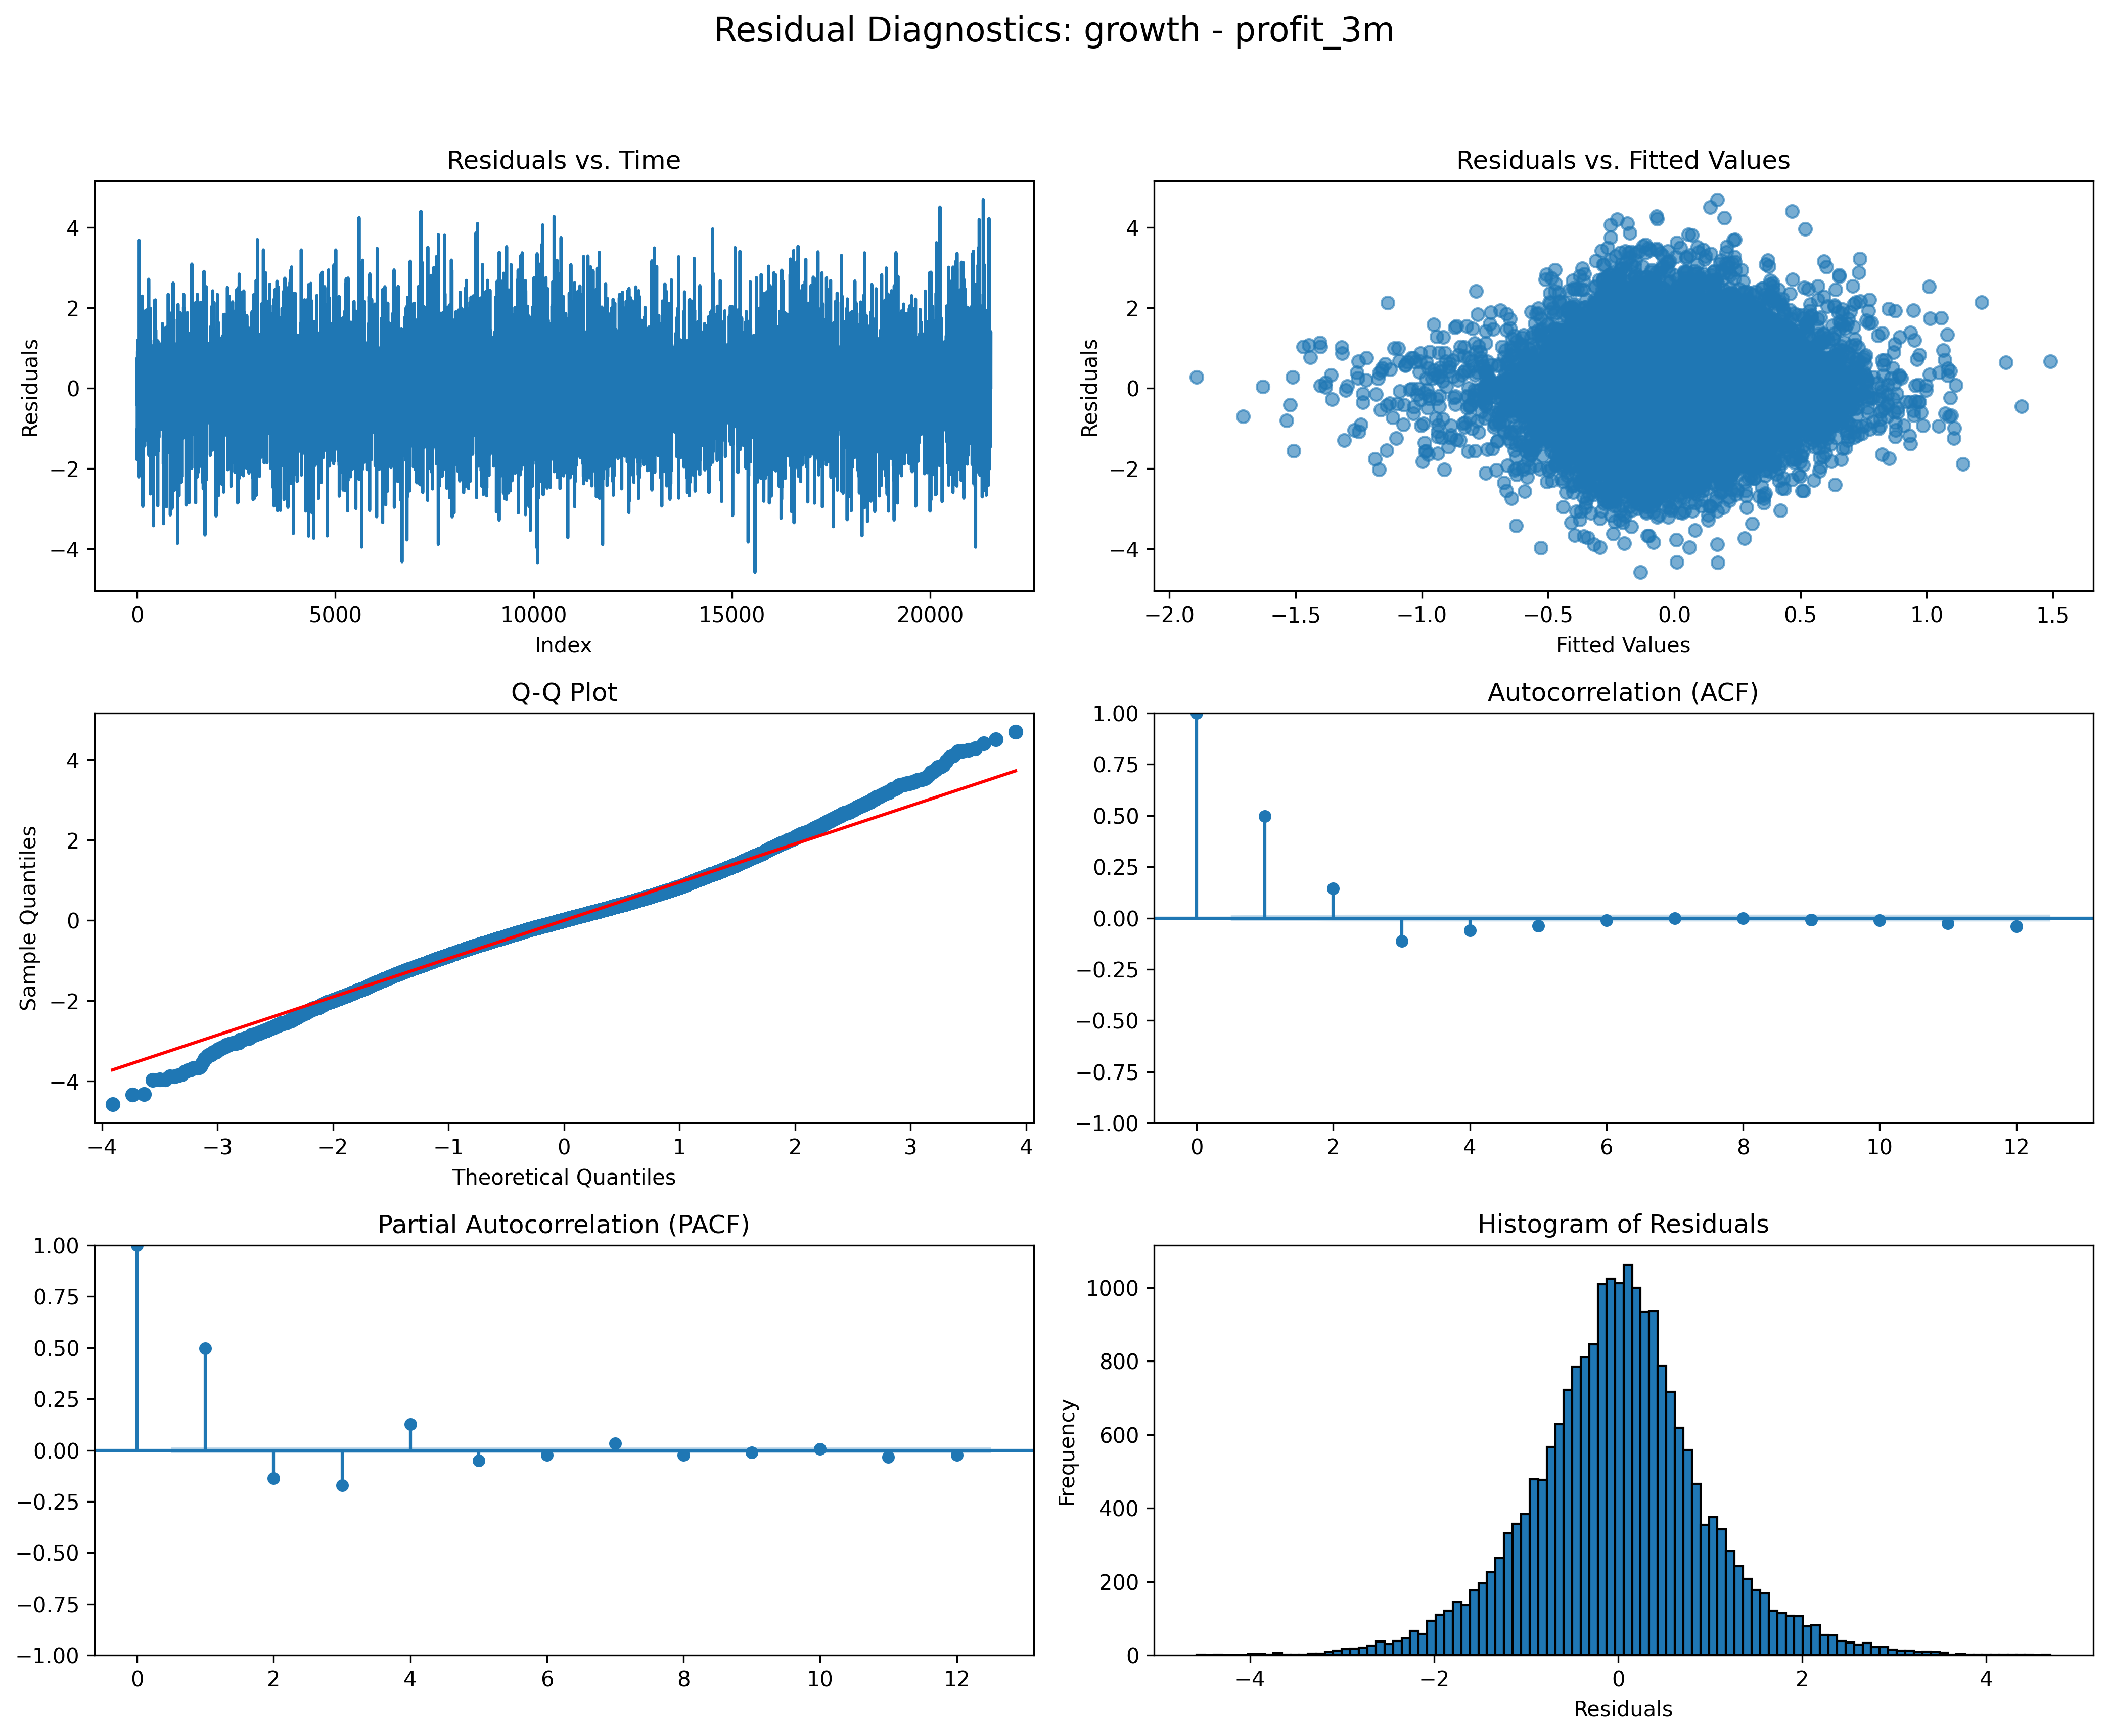 Residual Diagnostics: growth - profit_3m
Residuals vs. Time
Residuals
4
2
0
−2
−4
0 5000 10000 15000 20000
Index
Residuals vs. Fitted Values
Residuals
4
2
0
−2
−4
−2.0 −1.5 −1.0 −0.5 0.0 0.5 1.0 1.5
Fitted Values
Q-Q Plot
Sample Quantiles
4
2
0
−2
−4
−4 −3 −2 −1 0 1 2 3 4
Theoretical Quantiles
Autocorrelation (ACF)
1.00
0.75
0.50
0.25
0.00
−0.25
−0.50
−0.75
−1.00
0 2 4 6 8 10 12
Partial Autocorrelation (PACF)
1.00
0.75
0.50
0.25
0.00
−0.25
−0.50
−0.75
−1.00
0 2 4 6 8 10 12
Histogram of Residuals
Frequency
1000
800
600
400
200
0
−4 −2 0 2 4
Residuals